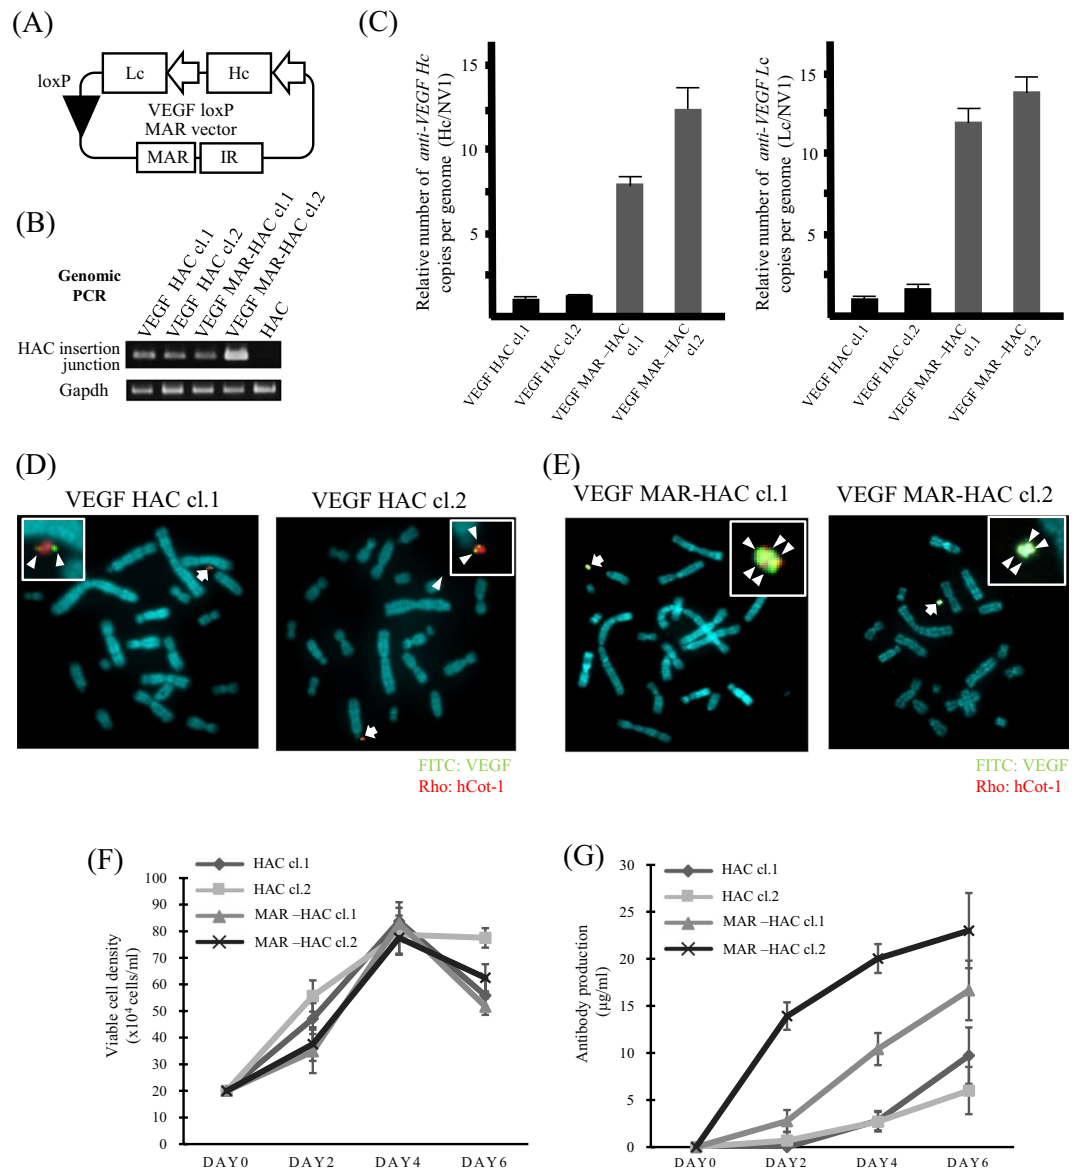 (A)
loxP
Lc
Hc
VEGF loxP
MAR vector
MAR
IR
(B)
Genomic
PCR
VEGF HAC cl.1
VEGF HAC cl.2
VEGF MAR-HAC cl.1
VEGF MAR-HAC cl.2
HAC
HAC insertion
junction
Gapdh
(C)
Relative number of anti-VEGF Hc
copies per genome (Hc/NV1)
15
10
5
VEGF HAC cl.1
VEGF HAC cl.2
VEGF MAR –HAC
cl.1
VEGF MAR –HAC
cl.2
Relative number of anti-VEGF Lc
copies per genome (Lc/NV1)
15
10
5
VEGF HAC cl.1
VEGF HAC cl.2
VEGF MAR –HAC
cl.1
VEGF MAR –HAC
cl.2
(D)
VEGF HAC cl.1
VEGF HAC cl.2
FITC: VEGF
Rho: hCot-1
(E)
VEGF MAR-HAC cl.1
VEGF MAR-HAC cl.2
FITC: VEGF
Rho: hCot-1
(F)
HAC cl.1
HAC cl.2
MAR –HAC cl.1
MAR –HAC cl.2
Viable cell density
(x10⁴ cells/ml)
100
90
80
70
60
50
40
30
20
10
0
DAY0
DAY2
DAY4
DAY6
(G)
HAC cl.1
HAC cl.2
MAR –HAC cl.1
MAR –HAC cl.2
Antibody production
(μg/ml)
30
25
20
15
10
5
0
DAY0
DAY2
DAY4
DAY6